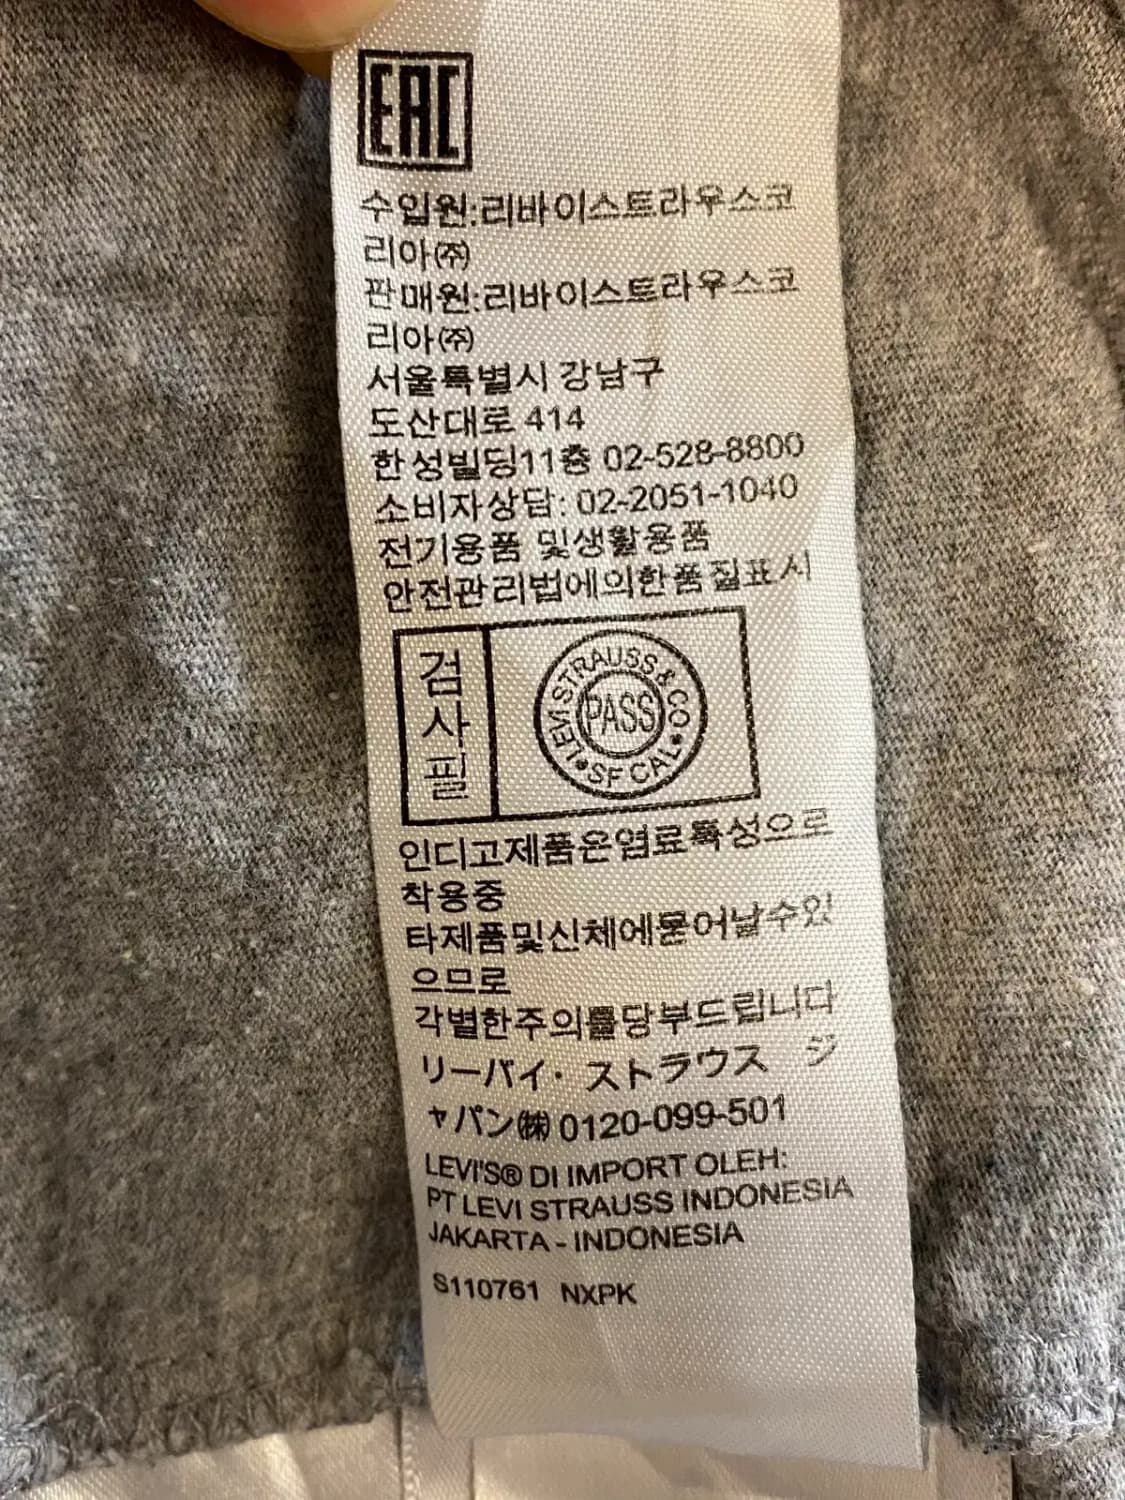 EAC
수입원:리바이스트라우스코
리아㈜
판매원:리바이스트라우스코
리아㈜
서울특별시 강남구
도산대로 414
한성빌딩11층 02-528-8800
소비자상담: 02-2051-1040
전기용품 및생활용품
안전관리법에의한품질표시
검
사
필
LEVI STRAUSS & CO
PASS
SF CAL
인디고제품은염료특성으로
착용중
타제품및신체에묻어날수있
으므로
각별한주의를당부드립니다
リーバイ・ストラウス ジ
ャパン㈱0120-099-501
LEVI'S® DI IMPORT OLEH:
PT LEVI STRAUSS INDONESIA
JAKARTA - INDONESIA
S110761 NXPK